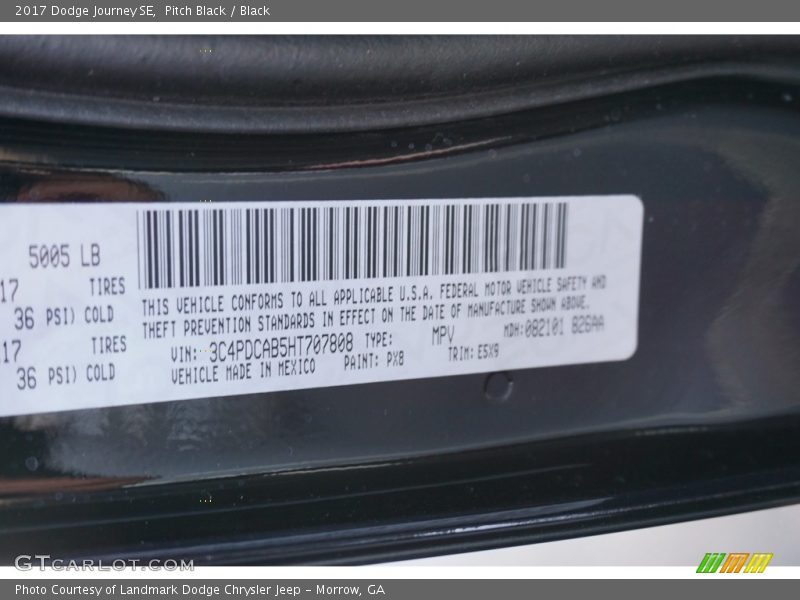 2017 Dodge Journey SE, Pitch Black / Black
5005 LB
17 TIRES
36 PSI) COLD
17 TIRES
36 PSI) COLD
THIS VEHICLE CONFORMS TO ALL APPLICABLE U.S.A. FEDERAL MOTOR VEHICLE SAFETY AND
THEFT PREVENTION STANDARDS IN EFFECT ON THE DATE OF MANUFACTURE SHOWN ABOVE.
VIN: 3C4PDCAB5HT707808 TYPE: MPV MDH: 082101 826AA
VEHICLE MADE IN MEXICO PAINT: PX8 TRIM: E5X9
GTCARLOT.COM
Photo Courtesy of Landmark Dodge Chrysler Jeep - Morrow, GA